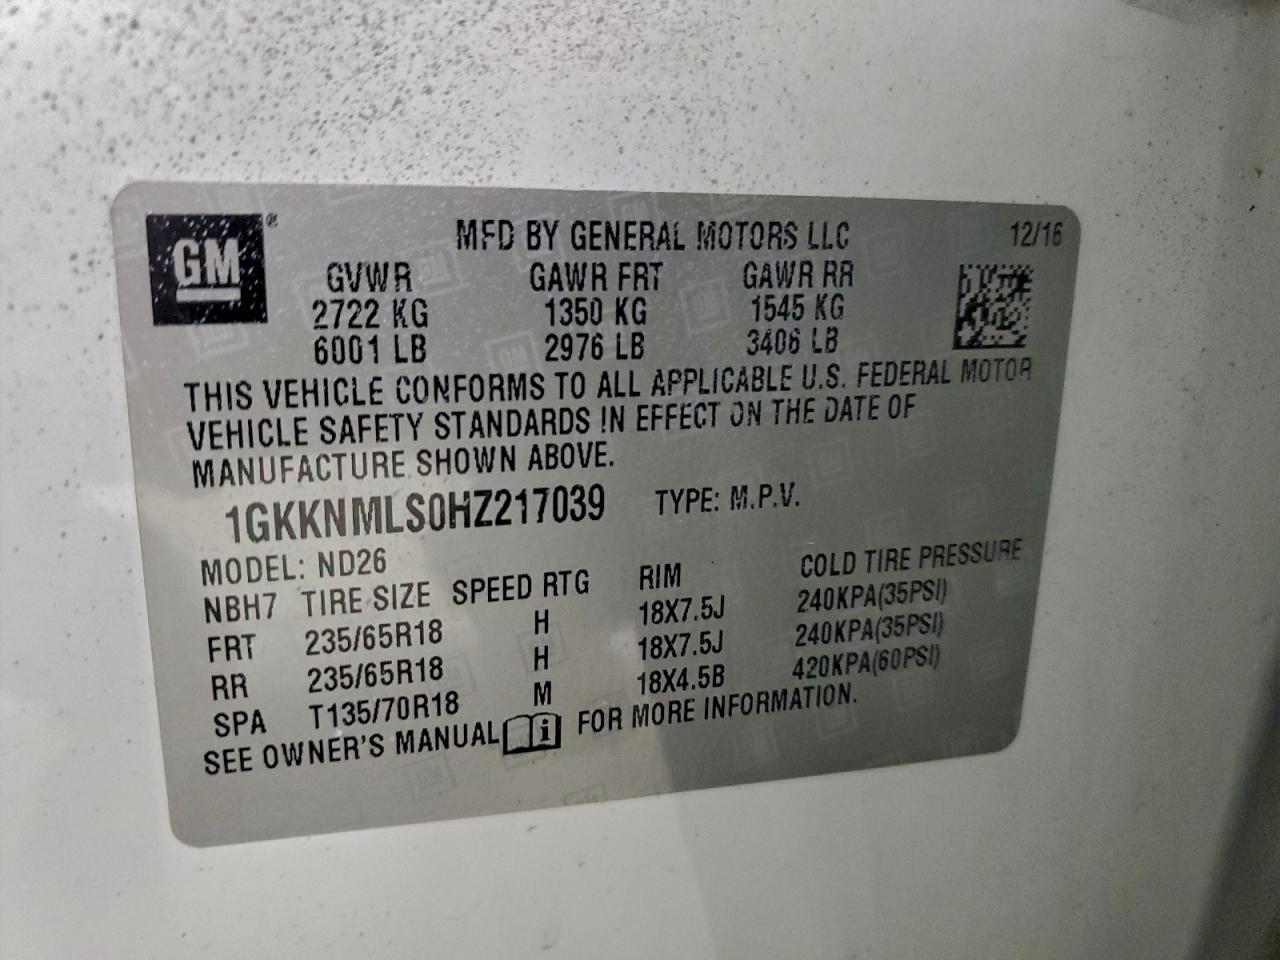 GM® MFD BY GENERAL MOTORS LLC 12/16
GVWR GAWR FRT GAWR RR
2722 KG 1350 KG 1545 KG
6001 LB 2976 LB 3406 LB
THIS VEHICLE CONFORMS TO ALL APPLICABLE U.S. FEDERAL MOTOR
VEHICLE SAFETY STANDARDS IN EFFECT ON THE DATE OF
MANUFACTURE SHOWN ABOVE.
1GKKNMLS0HZ217039 TYPE: M.P.V.
MODEL: ND26
NBH7 TIRE SIZE SPEED RTG RIM COLD TIRE PRESSURE
FRT 235/65R18 H 18X7.5J 240KPA(35PSI)
RR 235/65R18 H 18X7.5J 240KPA(35PSI)
SPA T135/70R18 M 18X4.5B 420KPA(60PSI)
SEE OWNER'S MANUAL i FOR MORE INFORMATION.